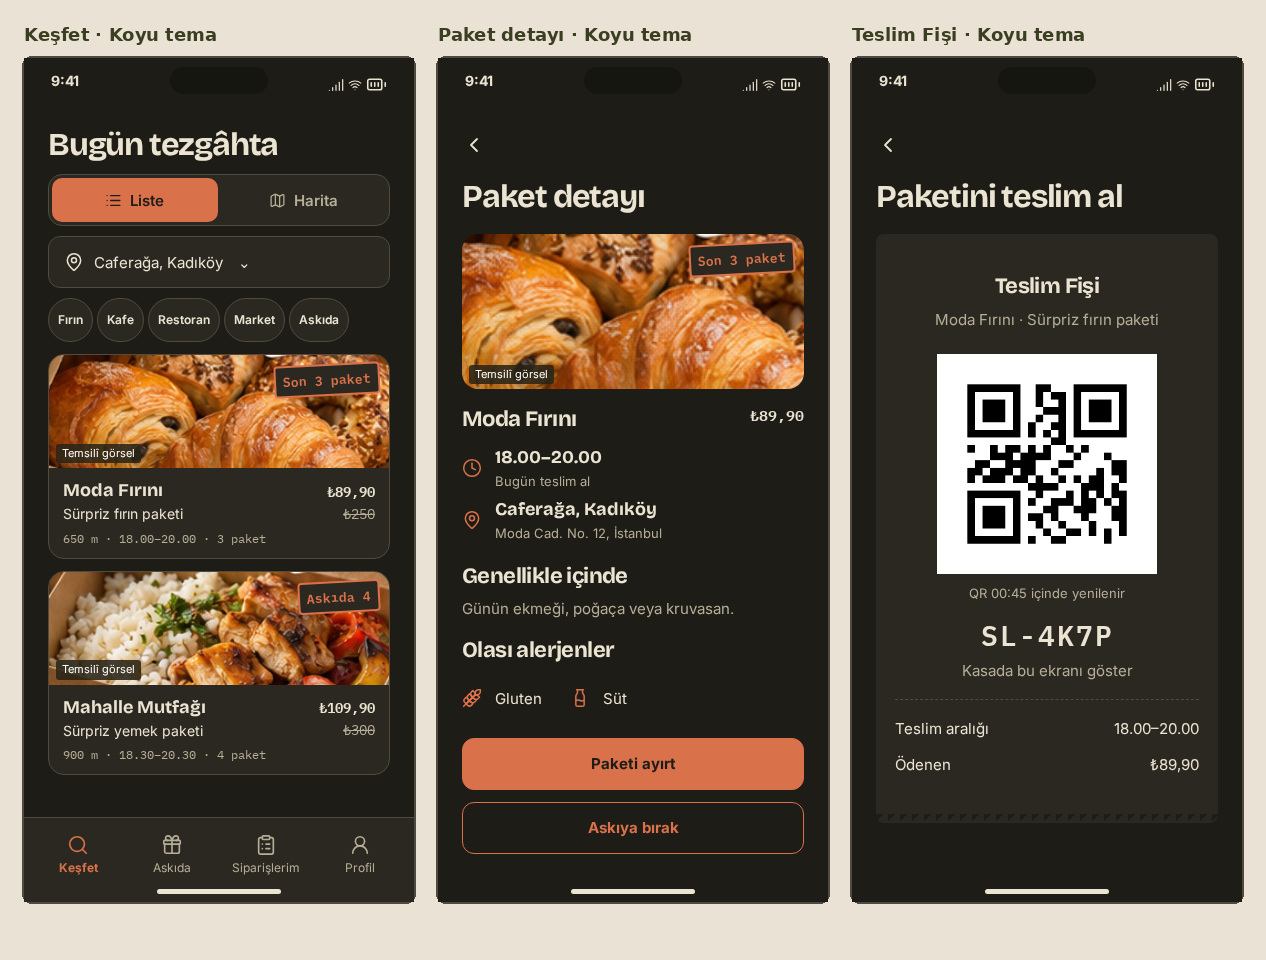 Keşfet · Koyu tema
9:41
Bugün tezgâhta
Liste
Harita
Caferağa, Kadıköy
Fırın
Kafe
Restoran
Market
Askıda
Son 3 paket
Temsilî görsel
Moda Fırını
₺89,90
Sürpriz fırın paketi
₺250
650 m · 18.00–20.00 · 3 paket
Askıda 4
Temsilî görsel
Mahalle Mutfağı
₺109,90
Sürpriz yemek paketi
₺300
900 m · 18.30–20.30 · 4 paket
Keşfet
Askıda
Siparişlerim
Profil
Paket detayı · Koyu tema
9:41
Paket detayı
Son 3 paket
Temsilî görsel
Moda Fırını
₺89,90
18.00–20.00
Bugün teslim al
Caferağa, Kadıköy
Moda Cad. No. 12, İstanbul
Genellikle içinde
Günün ekmeği, poğaça veya kruvasan.
Olası alerjenler
Gluten
Süt
Paketi ayırt
Askıya bırak
Teslim Fişi · Koyu tema
9:41
Paketini teslim al
Teslim Fişi
Moda Fırını · Sürpriz fırın paketi
QR 00:45 içinde yenilenir
SL-4K7P
Kasada bu ekranı göster
Teslim aralığı
18.00–20.00
Ödenen
₺89,90